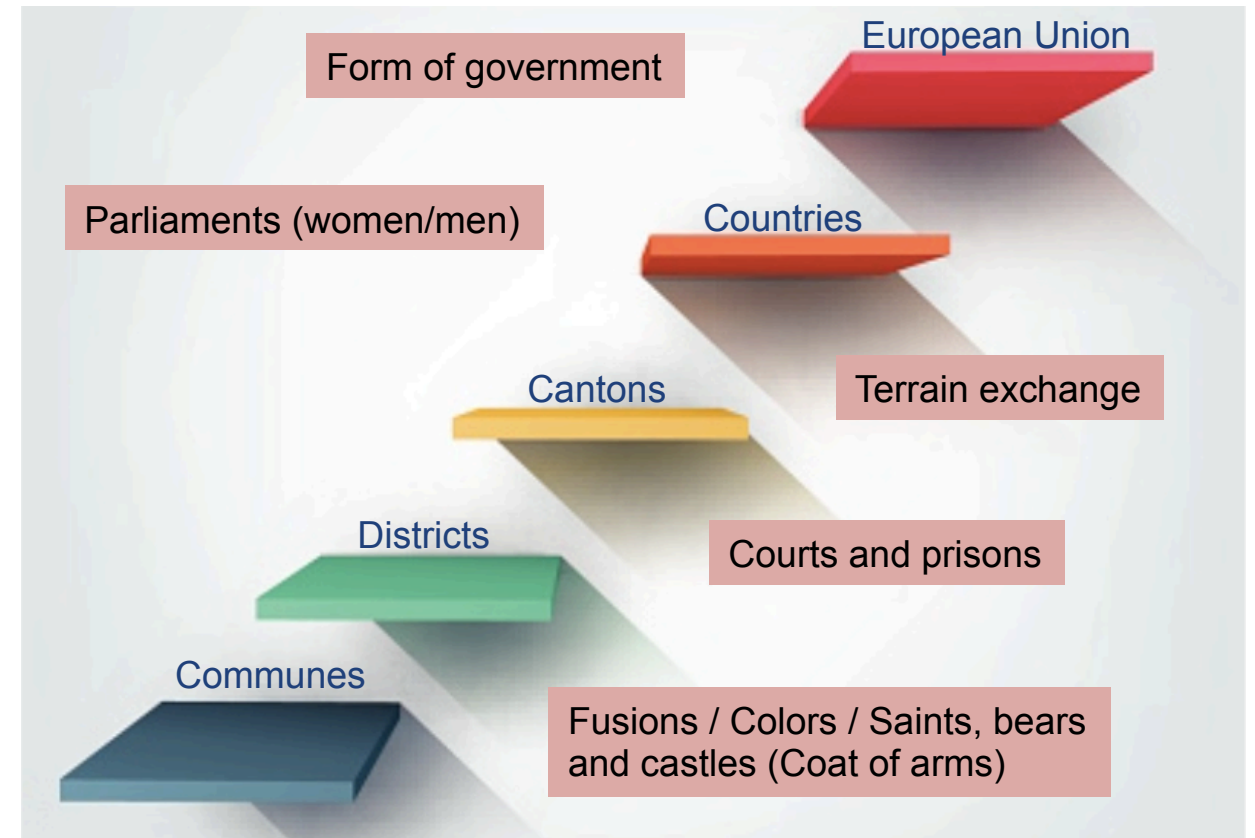 European Union
Form of government
Parliaments (women/men)
Countries
Terrain exchange
Cantons
Courts and prisons
Districts
Communes
Fusions / Colors / Saints, bears
and castles (Coat of arms)